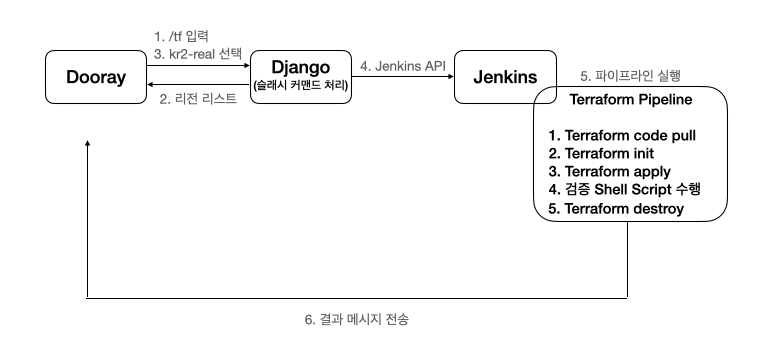 1. /tf 입력
3. kr2-real 선택
Dooray
2. 리전 리스트
Django
(슬래시 커맨드 처리)
4. Jenkins API
Jenkins
5. 파이프라인 실행
Terraform Pipeline
1. Terraform code pull
2. Terraform init
3. Terraform apply
4. 검증 Shell Script 수행
5. Terraform destroy
6. 결과 메시지 전송